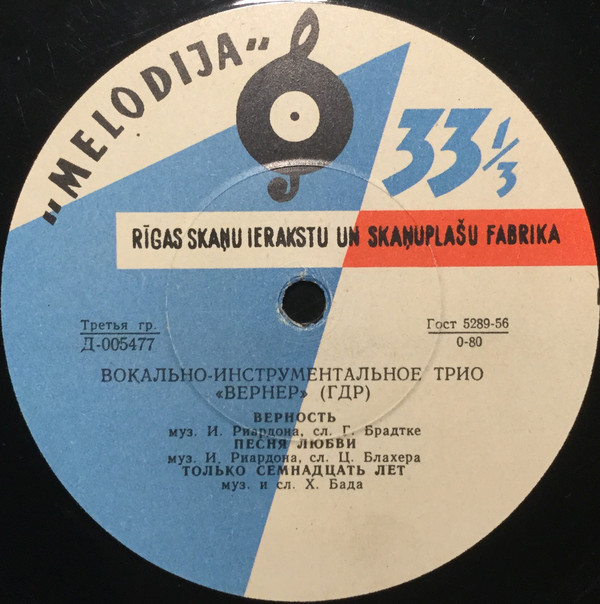 „MELODIJA“
33 1/3
RĪGAS SKAŅU IERAKSTU UN SKAŅUPLAŠU FABRIKA
Третья гр.
Д-005477
Гост 5289-56
0-80
ВОКАЛЬНО-ИНСТРУМЕНТАЛЬНОЕ ТРИО
«ВЕРНЕР» (ГДР)
ВЕРНОСТЬ
муз. И. Риардона, сл. Г. Брадтке
ПЕСНЯ ЛЮБВИ
муз. И. Риардона, сл. Ц. Блахера
ТОЛЬКО СЕМНАДЦАТЬ ЛЕТ
муз. и сл. Х. Бада